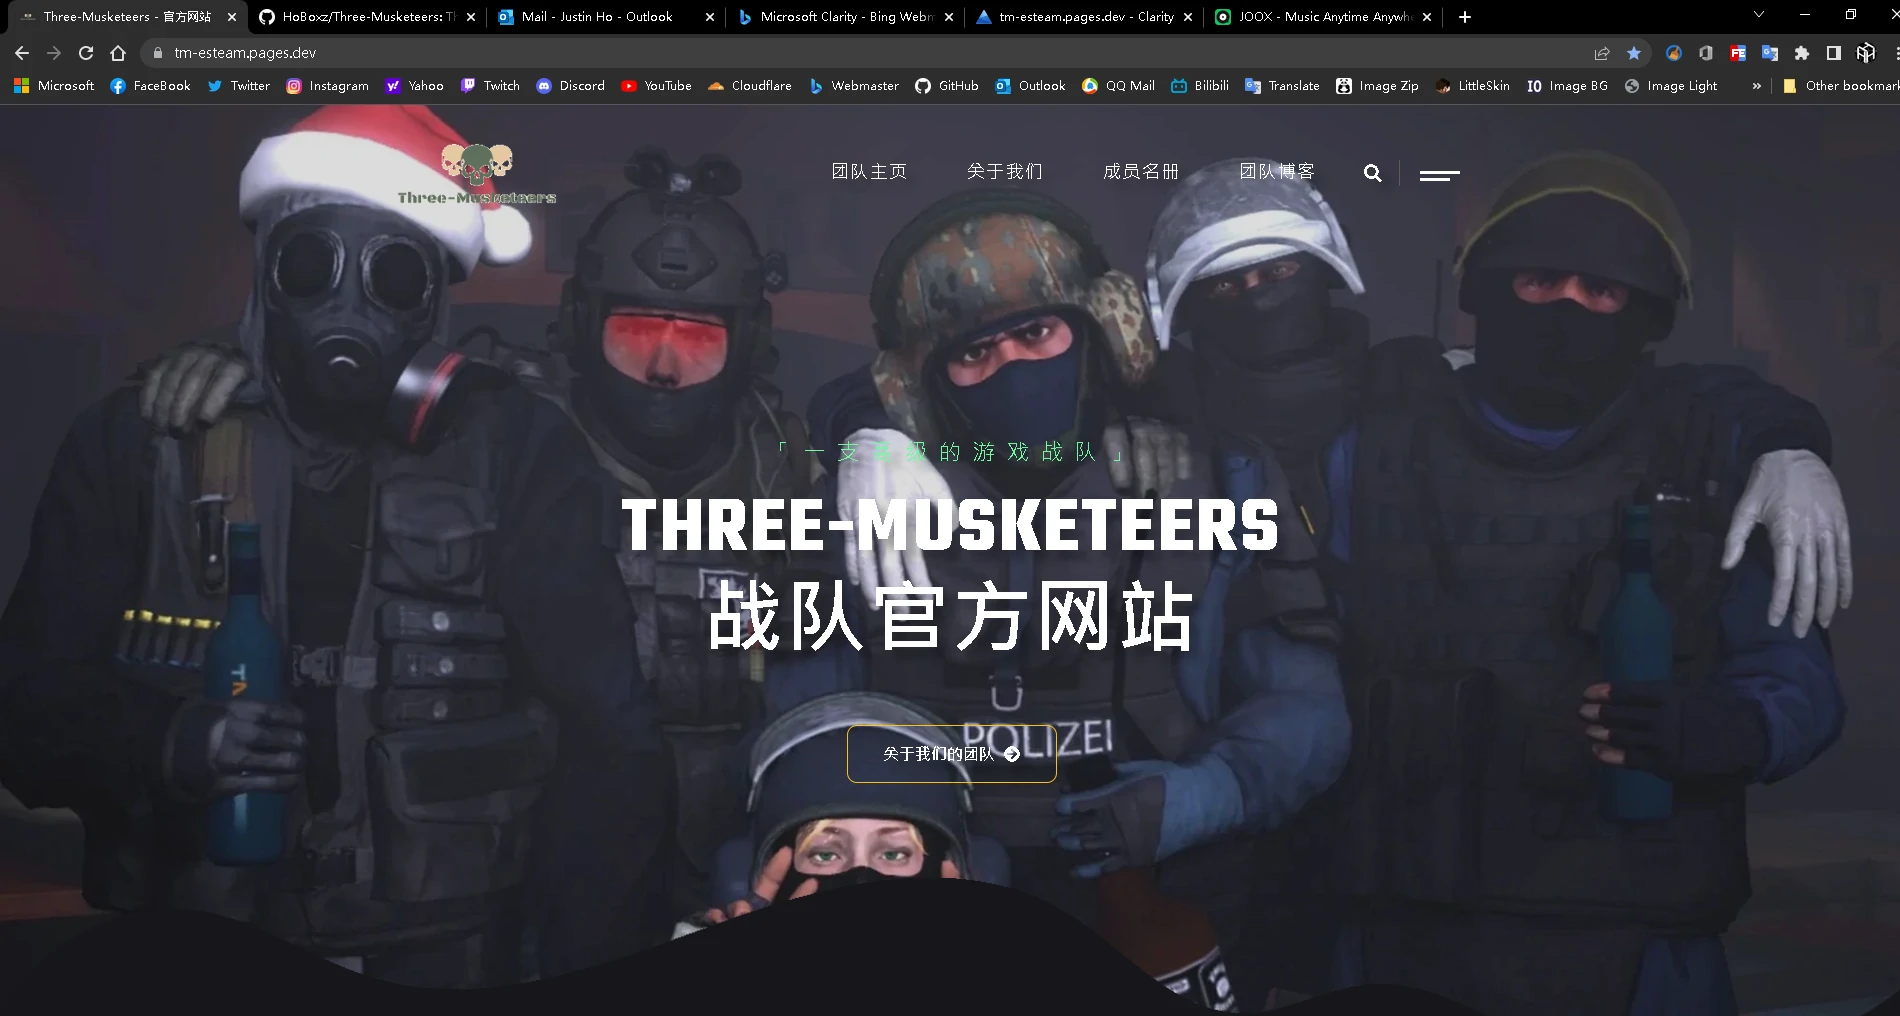 Three-Musketeers - 官方网站
HoBoxz/Three-Musketeers: Th
Mail - Justin Ho - Outlook
Microsoft Clarity - Bing Webm
tm-esteam.pages.dev - Clarity
JOOX - Music Anytime Anywhe
tm-esteam.pages.dev
Microsoft
FaceBook
Twitter
Instagram
Yahoo
Twitch
Discord
YouTube
Cloudflare
Webmaster
GitHub
Outlook
QQ Mail
Bilibili
Translate
Image Zip
LittleSkin
IO Image BG
Image Light
»
Other bookmark
Three-Musketeers
团队主页
关于我们
成员名册
团队博客
「一支 级的游戏战队」
THREE-MUSKETEERS
战队官方网站
POLIZEI
关于我们的团队